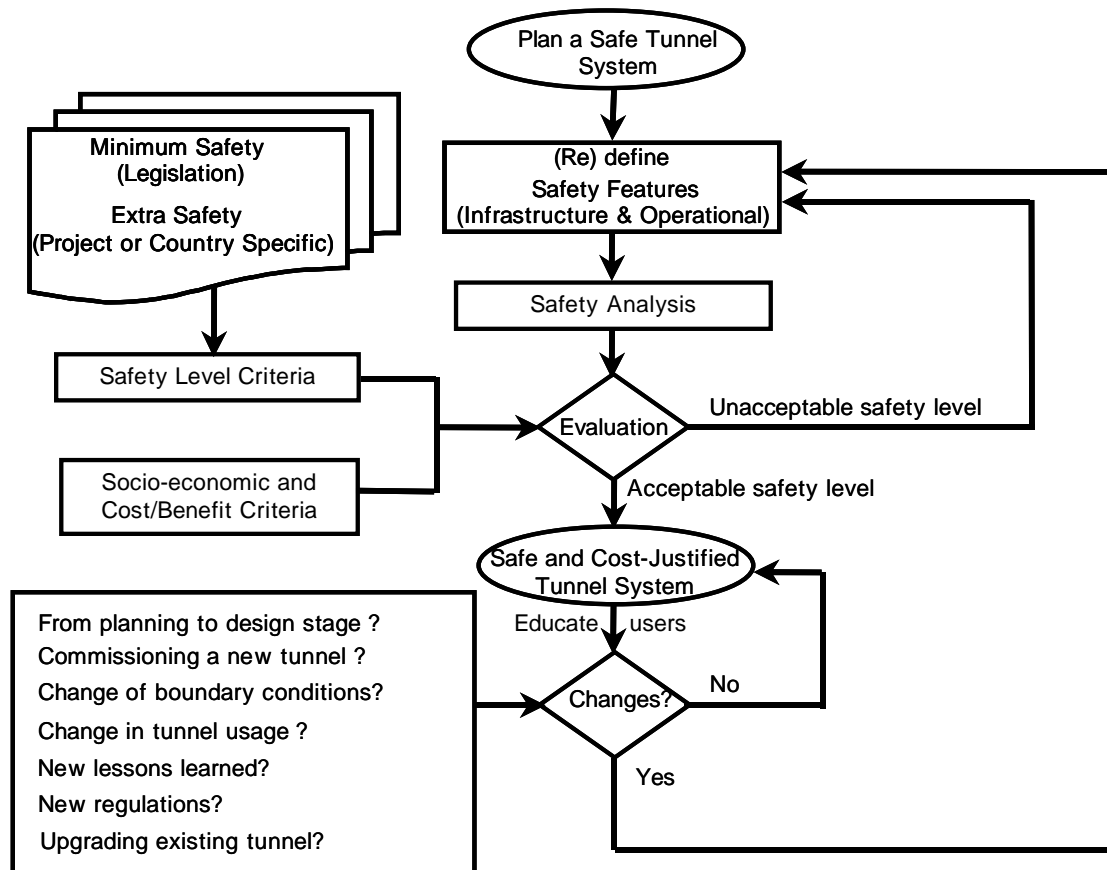 Plan a Safe Tunnel
System
Minimum Safety
(Legislation)
Extra Safety
(Project or Country Specific)
(Re) define
Safety Features
(Infrastructure & Operational)
Safety Analysis
Safety Level Criteria
Evaluation
Unacceptable safety level
Socio-economic and
Cost/Benefit Criteria
Acceptable safety level
Safe and Cost-Justified
Tunnel System
Educate users
From planning to design stage ?
Commissioning a new tunnel ?
Change of boundary conditions?
Change in tunnel usage ?
New lessons learned?
New regulations?
Upgrading existing tunnel?
Changes?
No
Yes